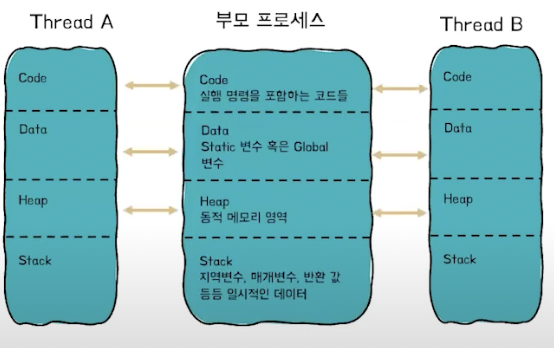 Thread A
부모 프로세스
Thread B
Code
Data
Heap
Stack
Code
실행 명령을 포함하는 코드들
Data
Static 변수 혹은 Global
변수
Heap
동적 메모리 영역
Stack
지역변수, 매개변수, 반환 값
등등 일시적인 데이터
Code
Data
Heap
Stack